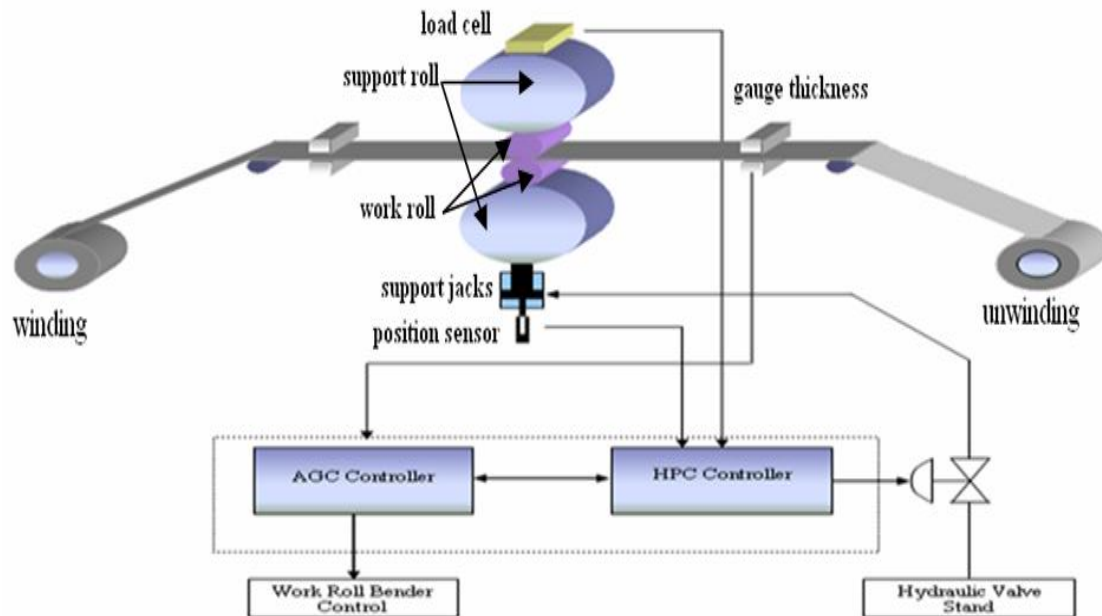 load cell
support roll
gauge thickness
work roll
support jacks
winding
unwinding
position sensor
AGC Controller
HPC Controller
Work Roll Bender
Control
Hydraulic Valve
Stand